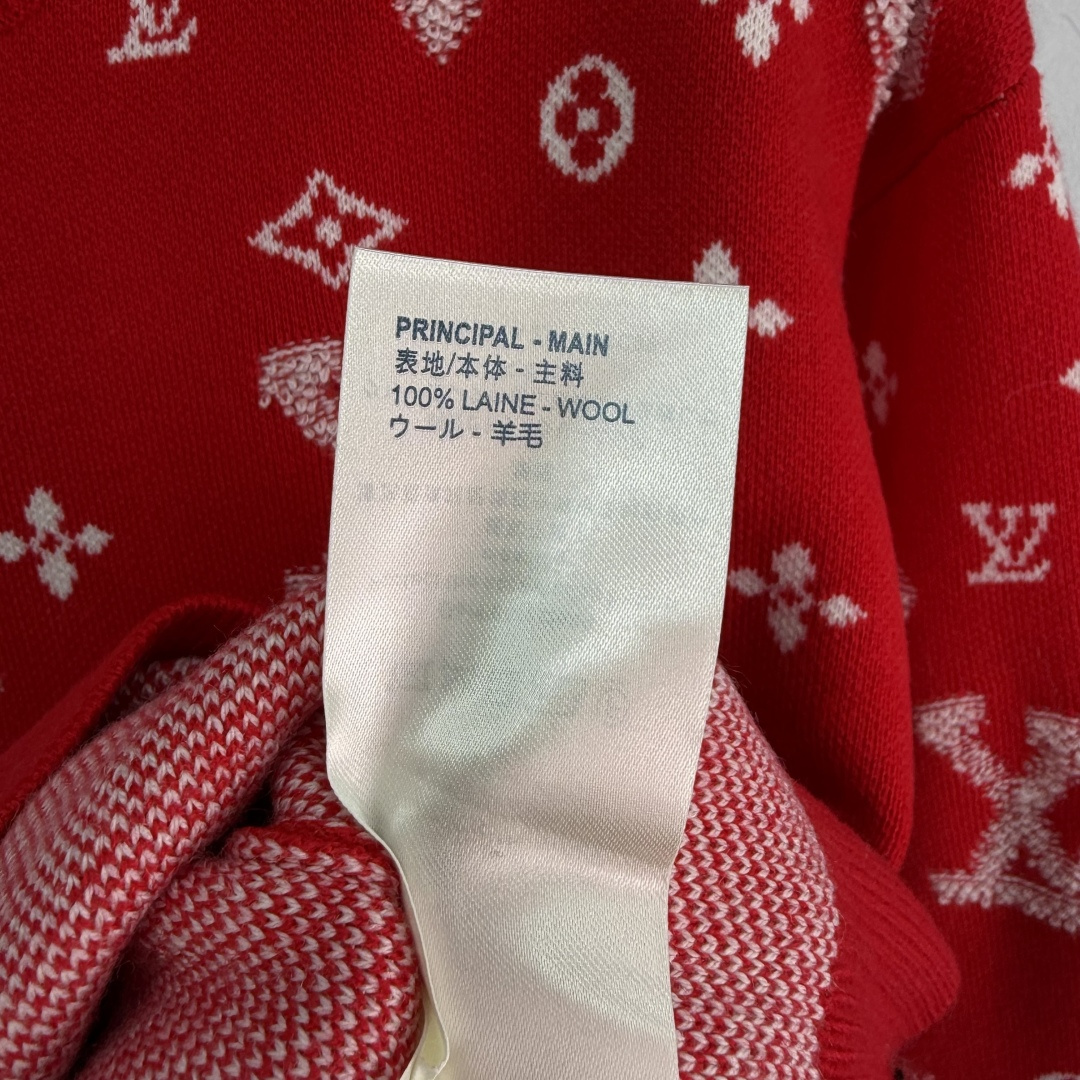 PRINCIPAL - MAIN
表地/本体 - 主料
100% LAINE - WOOL
ウール - 羊毛